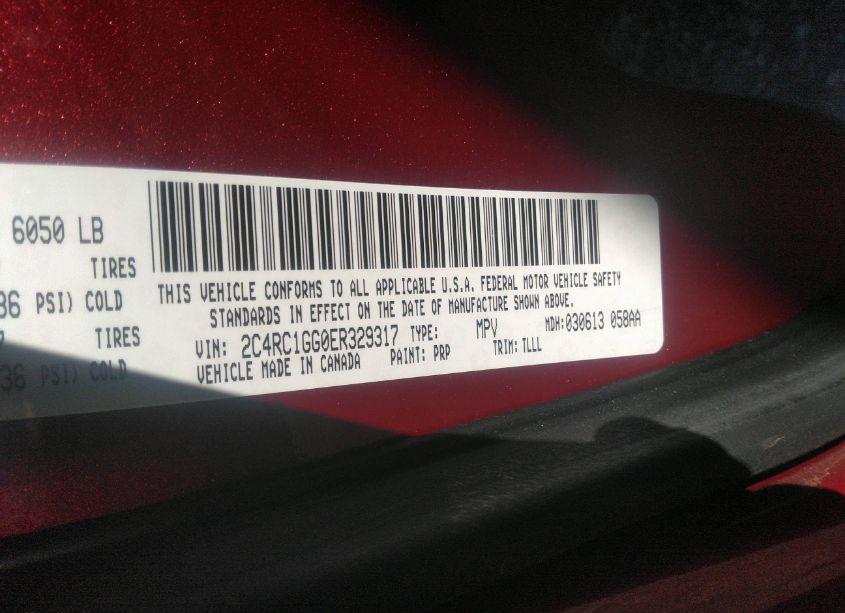 6050 LB
TIRES
36 PSI) COLD
TIRES
36 PSI) COLD
THIS VEHICLE CONFORMS TO ALL APPLICABLE U.S.A. FEDERAL MOTOR VEHICLE SAFETY
STANDARDS IN EFFECT ON THE DATE OF MANUFACTURE SHOWN ABOVE.
VIN: 2C4RC1GG0ER329317 TYPE: MPV MDH:030613 058AA
VEHICLE MADE IN CANADA PAINT: PRP TRIM: TLLL